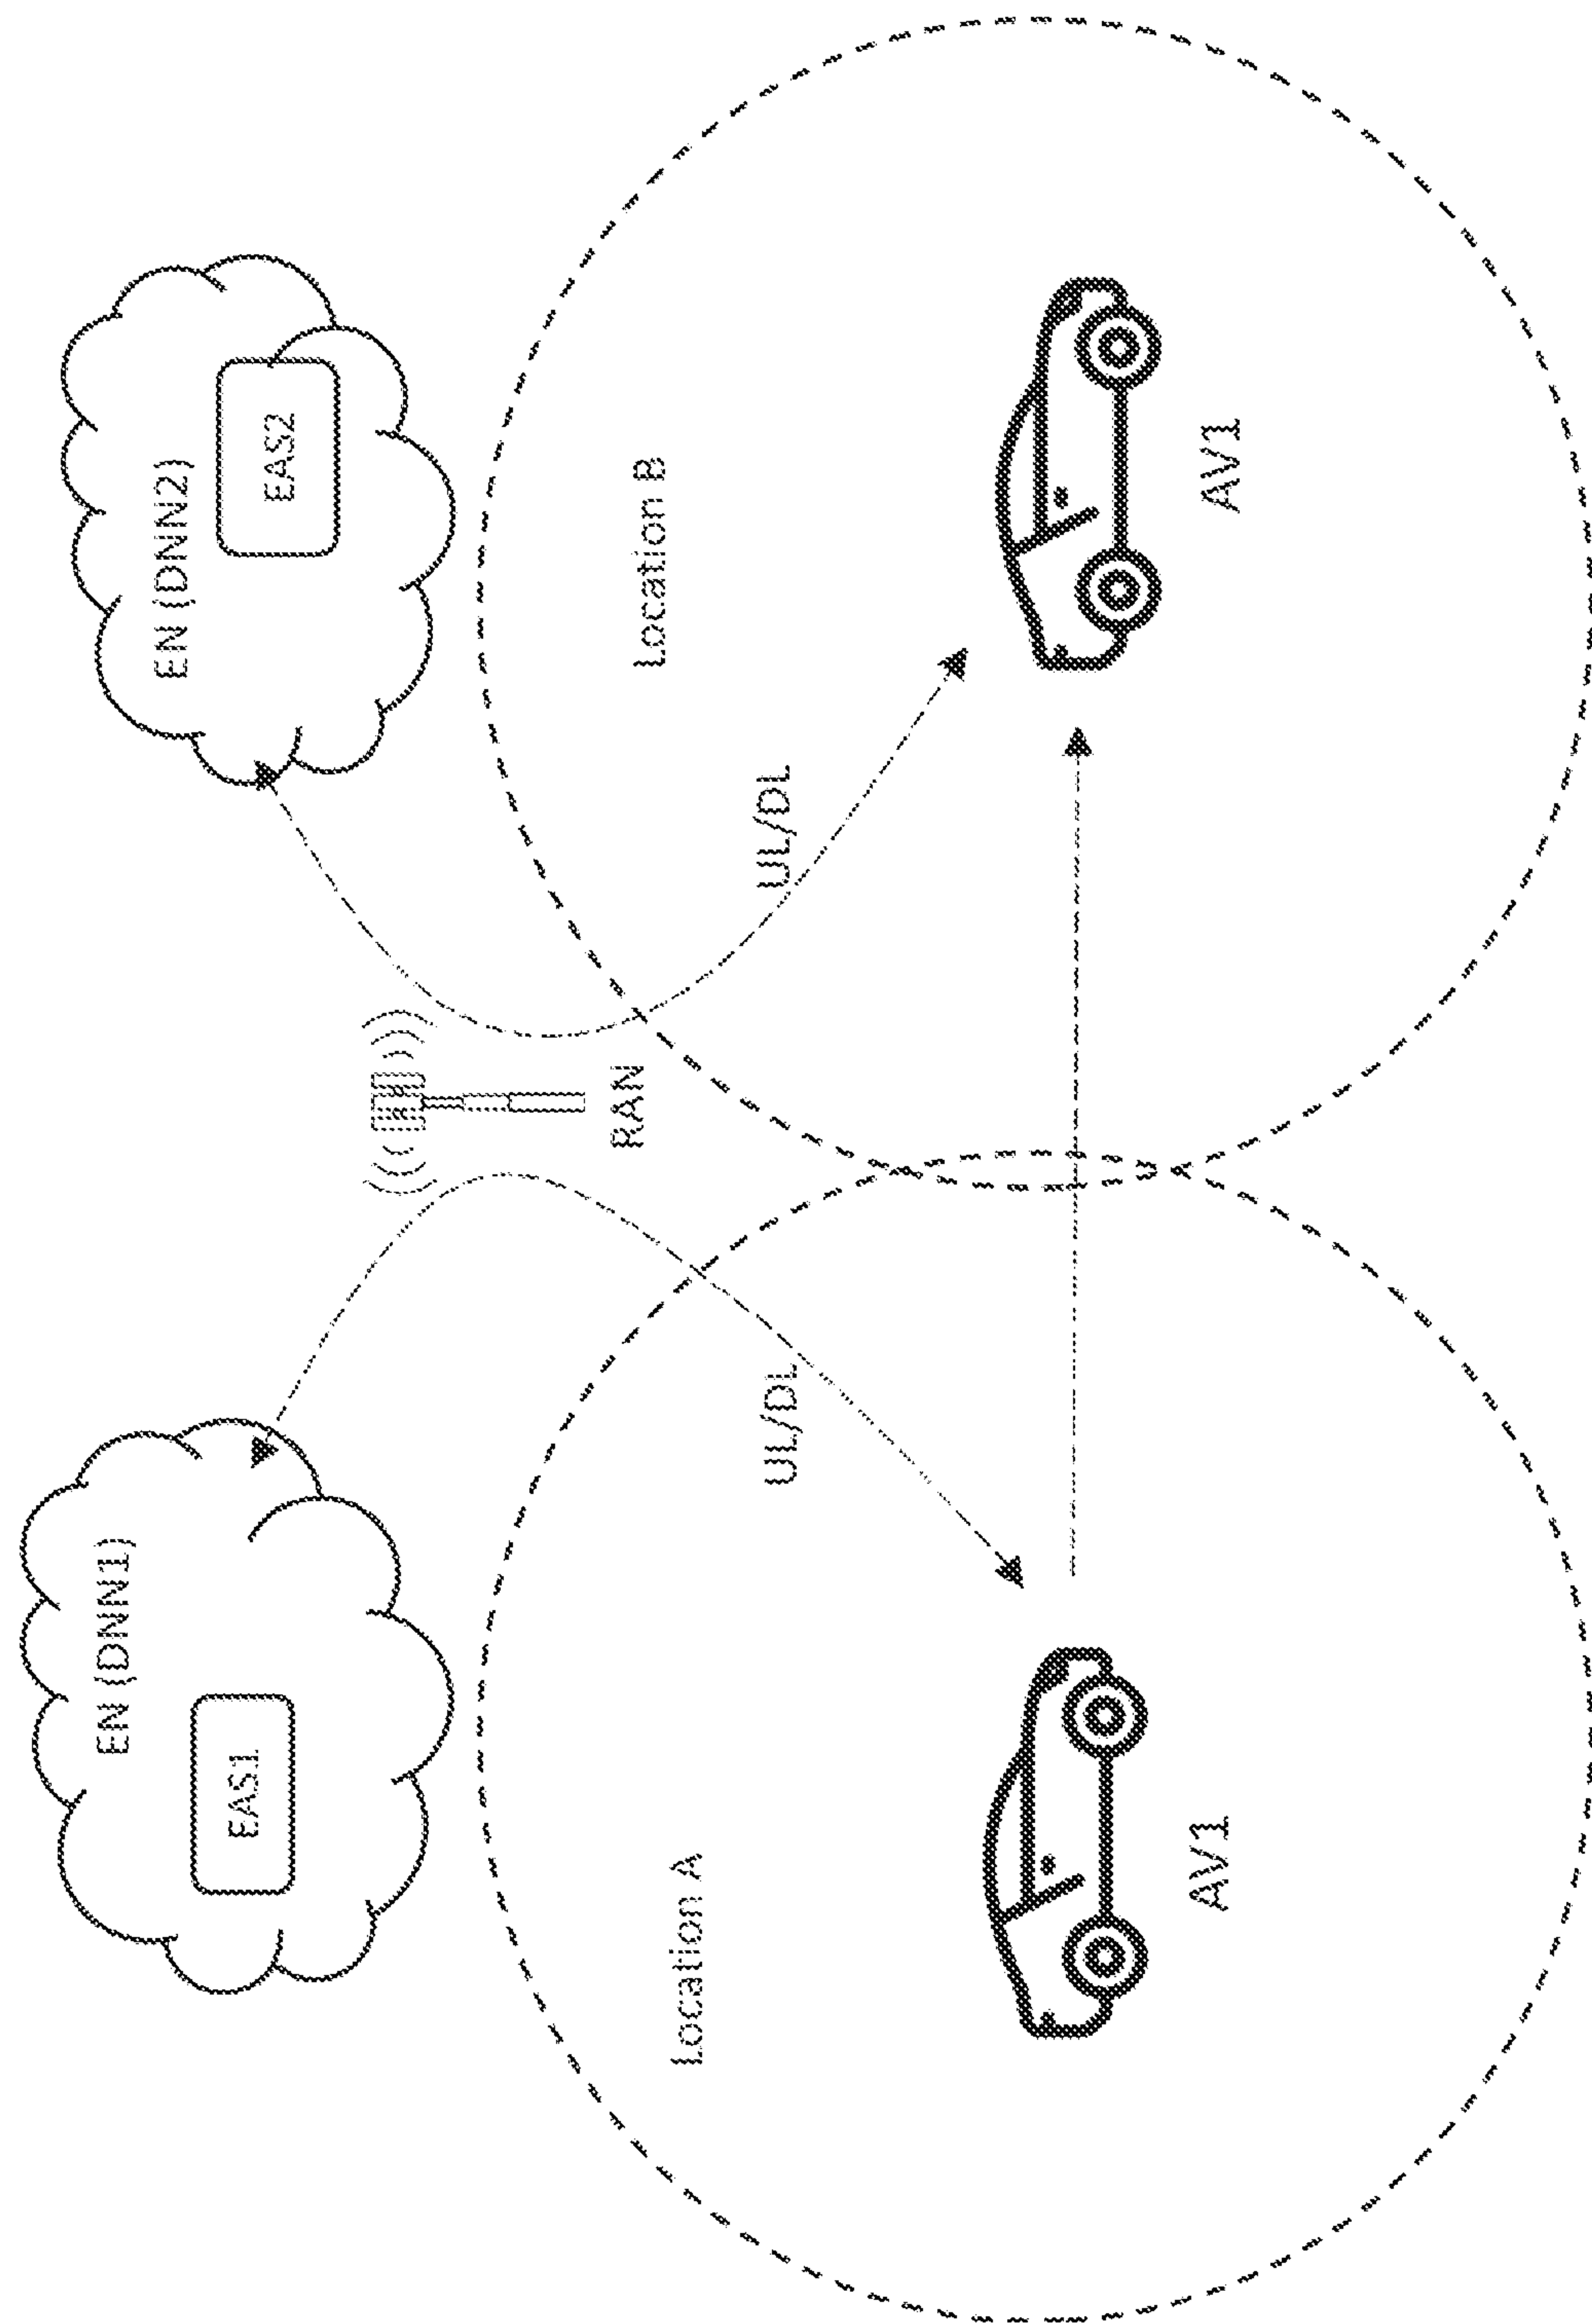 EN (DNN1)
EAS1
EN (DNN2)
EAS2
RAN
Location A
Location B
UL/DL
UL/DL
AV1
AV1